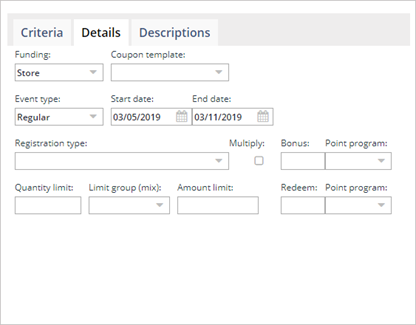 Criteria Details Descriptions
Funding: Coupon template:
Store
Event type: Start date: End date:
Regular 03/05/2019 03/11/2019
Registration type: Multiply: Bonus: Point program:
Quantity limit: Limit group (mix): Amount limit: Redeem: Point program: